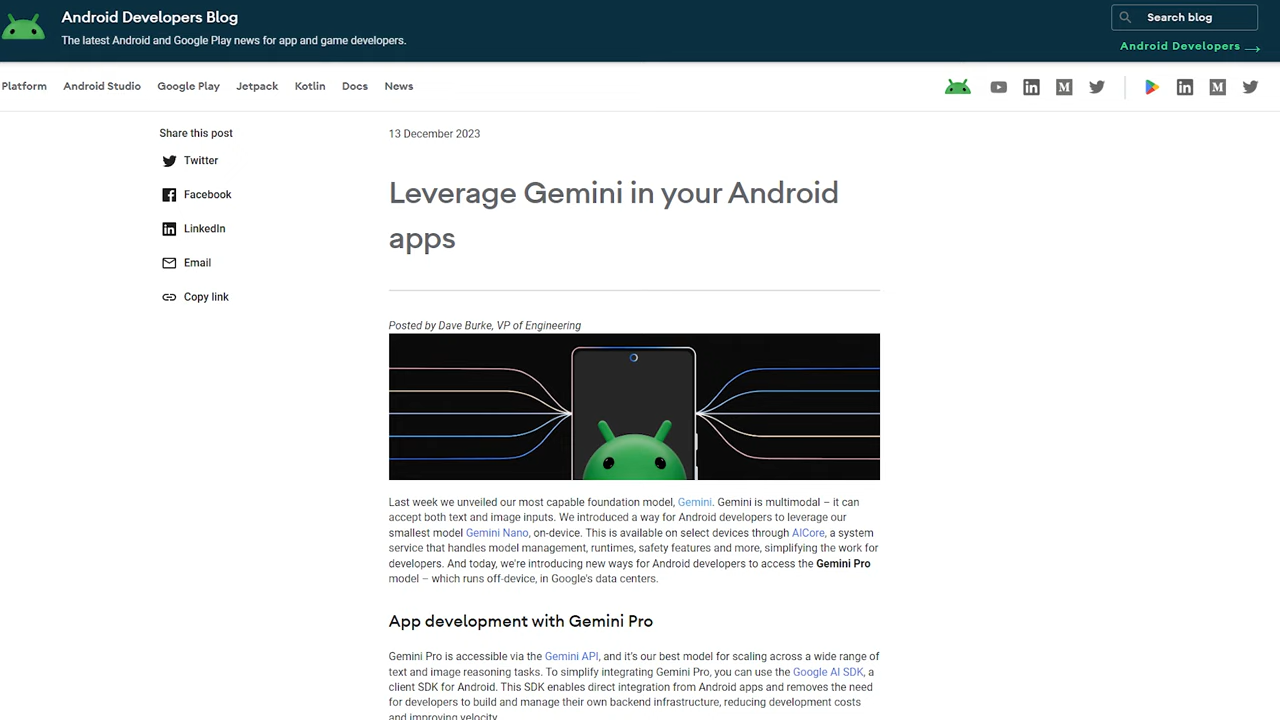 Android Developers Blog
Search blog
The latest Android and Google Play news for app and game developers.
Android Developers →
Platform Android Studio Google Play Jetpack Kotlin Docs News
Share this post
Twitter
Facebook
LinkedIn
Email
Copy link
13 December 2023
Leverage Gemini in your Android
apps
Posted by Dave Burke, VP of Engineering
Last week we unveiled our most capable foundation model, Gemini. Gemini is multimodal – it can
accept both text and image inputs. We introduced a way for Android developers to leverage our
smallest model Gemini Nano, on-device. This is available on select devices through AICore, a system
service that handles model management, runtimes, safety features and more, simplifying the work for
developers. And today, we're introducing new ways for Android developers to access the Gemini Pro
model – which runs off-device, in Google's data centers.
App development with Gemini Pro
Gemini Pro is accessible via the Gemini API, and it's our best model for scaling across a wide range of
text and image reasoning tasks. To simplify integrating Gemini Pro, you can use the Google AI SDK, a
client SDK for Android. This SDK enables direct integration from Android apps and removes the need
for developers to build and manage their own backend infrastructure, reducing development costs
and improving velocity.